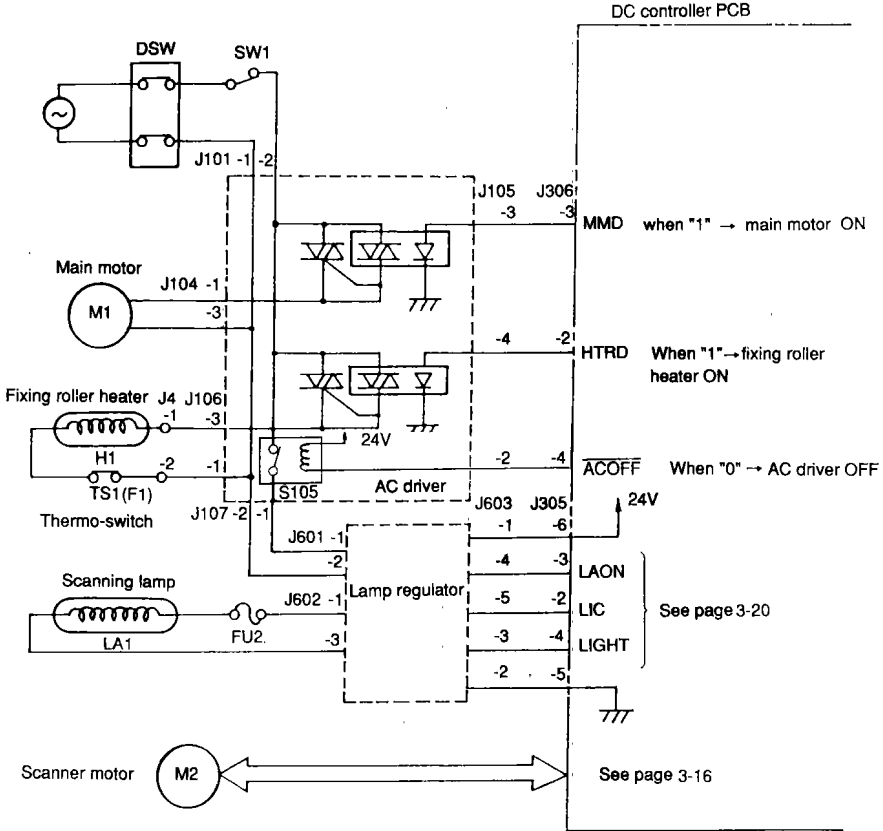 DC controller PCB
DSW
SW1
J101 -1 -2
J105 J306
-3 -3
MMD when "1" → main motor ON
Main motor
J104 -1
M1
-3
-4 -2
HTRD When "1"→fixing roller
heater ON
Fixing roller heater J4 J106
-1 -3
24V
H1
-2 -1
-2 -4
ACOFF When "0" → AC driver OFF
TS1(F1)
S105
AC driver
Thermo-switch
J107 -2 -1
J603 J305
24V
J601 -1
-1 -6
-2
-4 -3
LAON
Scanning lamp
J602 -1
Lamp regulator
-5 -2
LIC
See page 3-20
LA1
FU2.
-3
-3 -4
LIGHT
-2 -5
Scanner motor
M2
See page 3-16